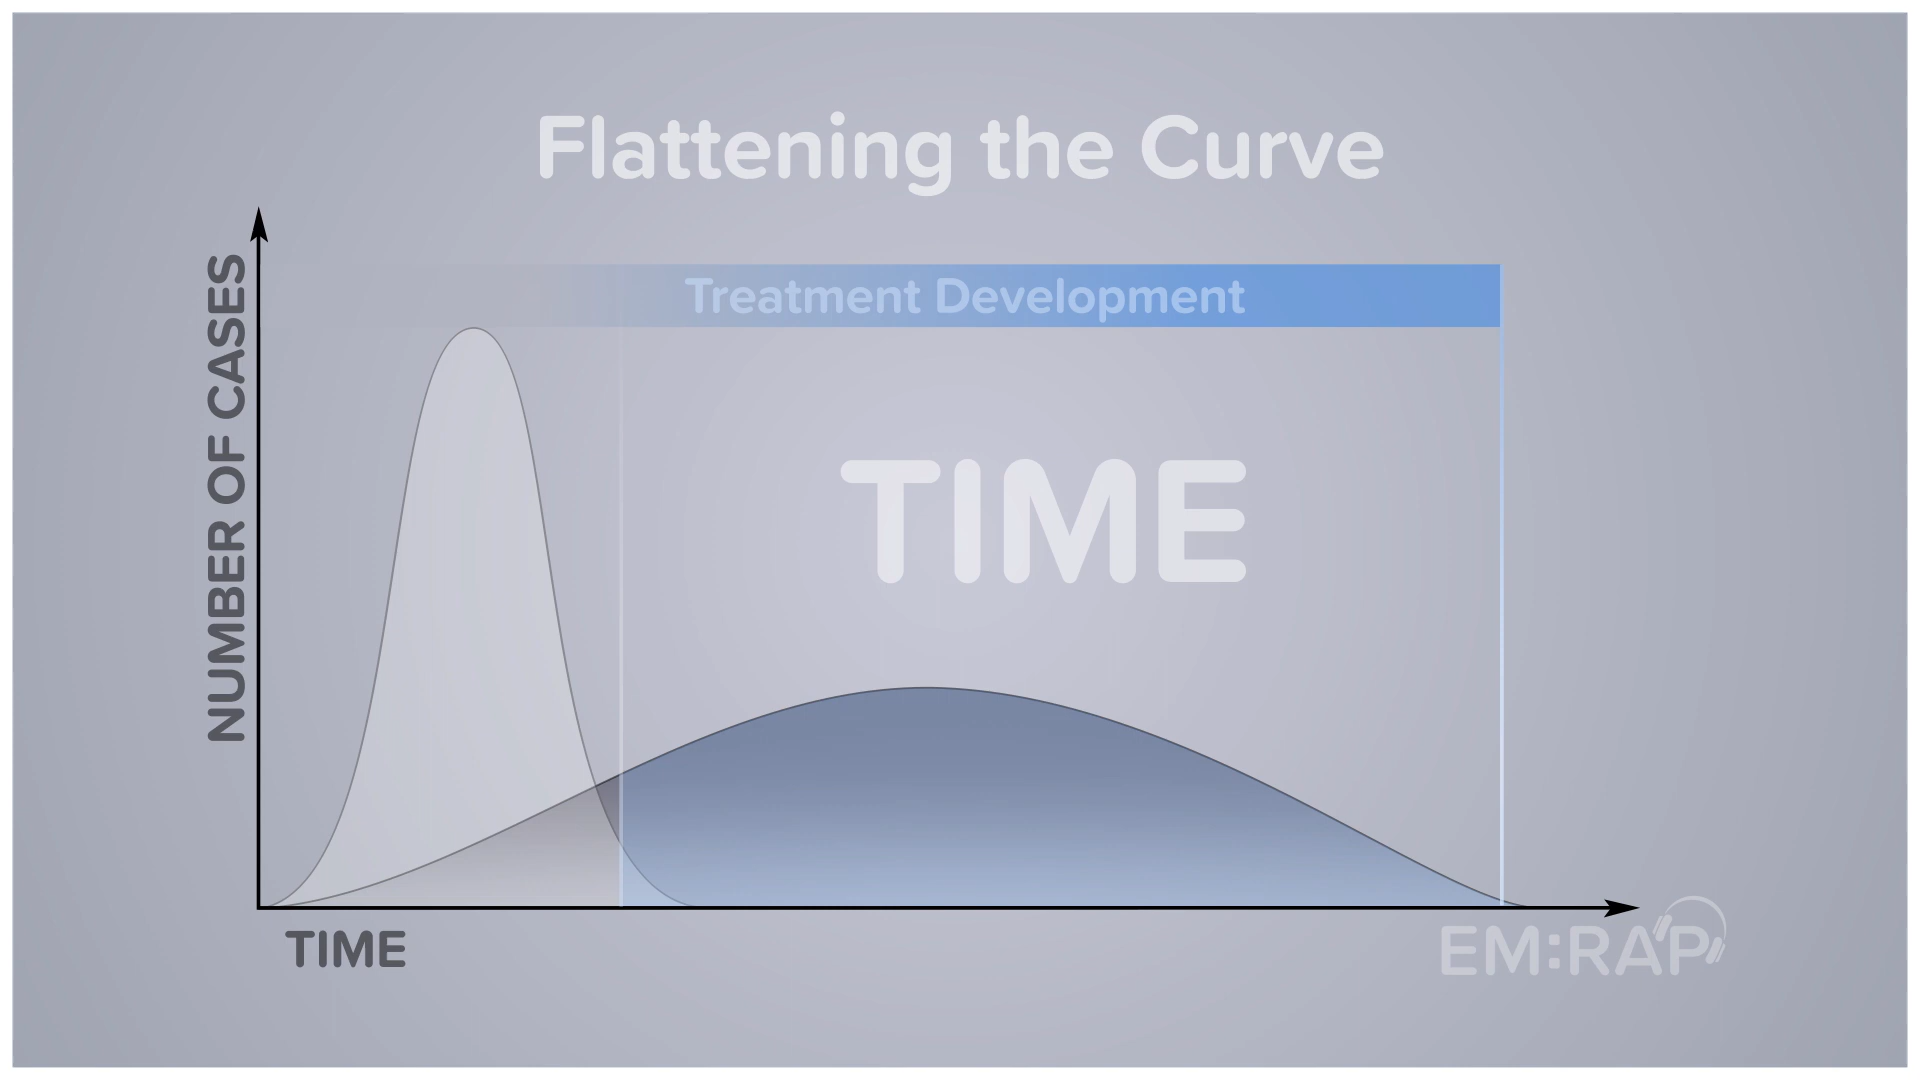 Flattening the Curve
Treatment Development
NUMBER OF CASES
TIME
TIME
EM:RAP